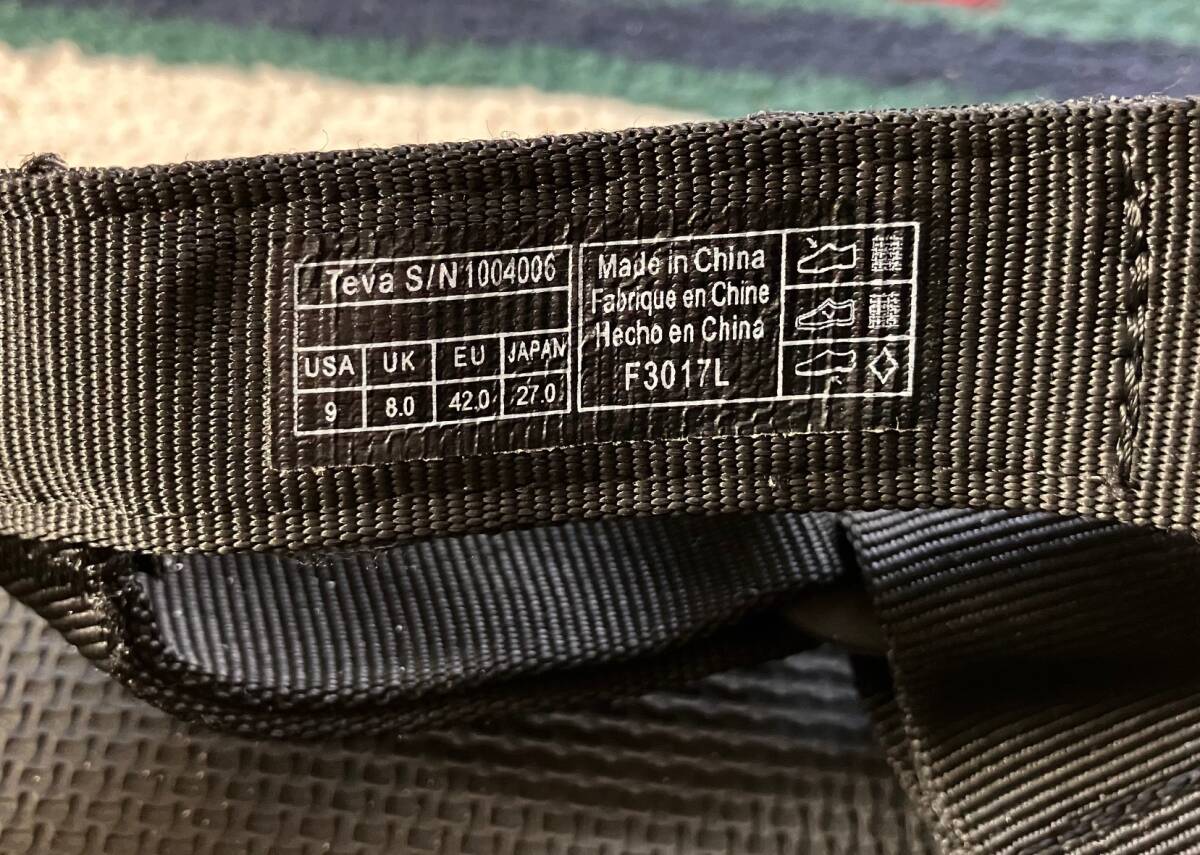 Teva S/N 1004006
USA UK EU JAPAN
9 8.0 42.0 27.0
Made in China
Fabrique en Chine
Hecho en China
F3017L